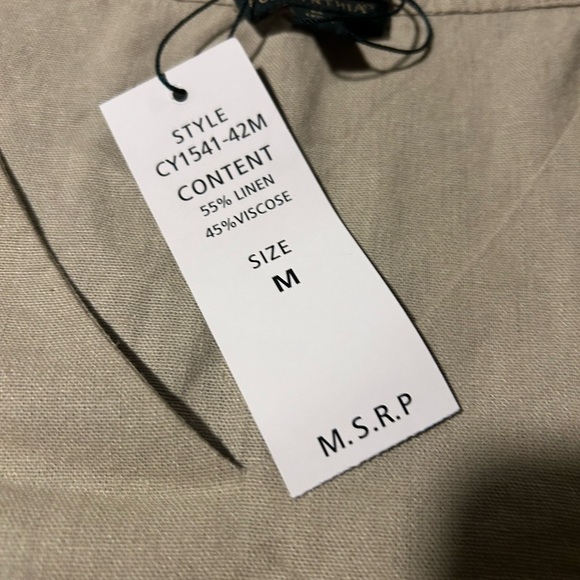 STYLE
CY1541-42M
CONTENT
55% LINEN
45%VISCOSE
SIZE
M
M.S.R.P